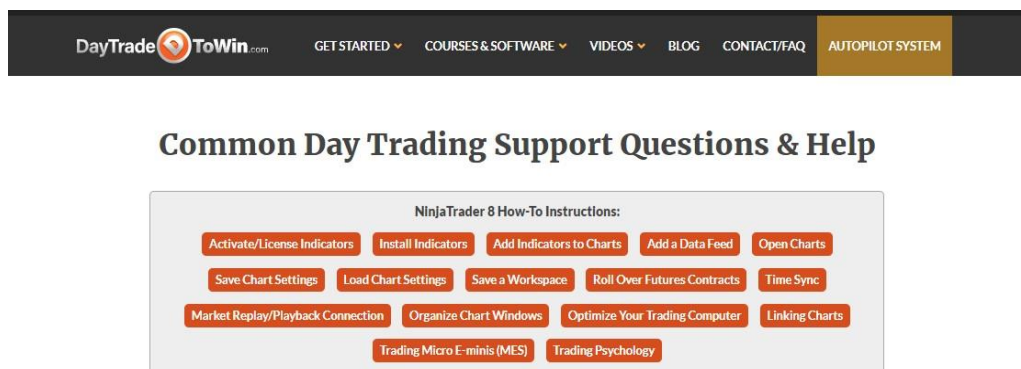 DayTrade ToWin.com GET STARTED COURSES & SOFTWARE VIDEOS BLOG CONTACT/FAQ AUTOPILOT SYSTEM
Common Day Trading Support Questions & Help
NinjaTrader 8 How-To Instructions:
Activate/License Indicators Install Indicators Add Indicators to Charts Add a Data Feed Open Charts
Save Chart Settings Load Chart Settings Save a Workspace Roll Over Futures Contracts Time Sync
Market Replay/Playback Connection Organize Chart Windows Optimize Your Trading Computer Linking Charts
Trading Micro E-minis (MES) Trading Psychology